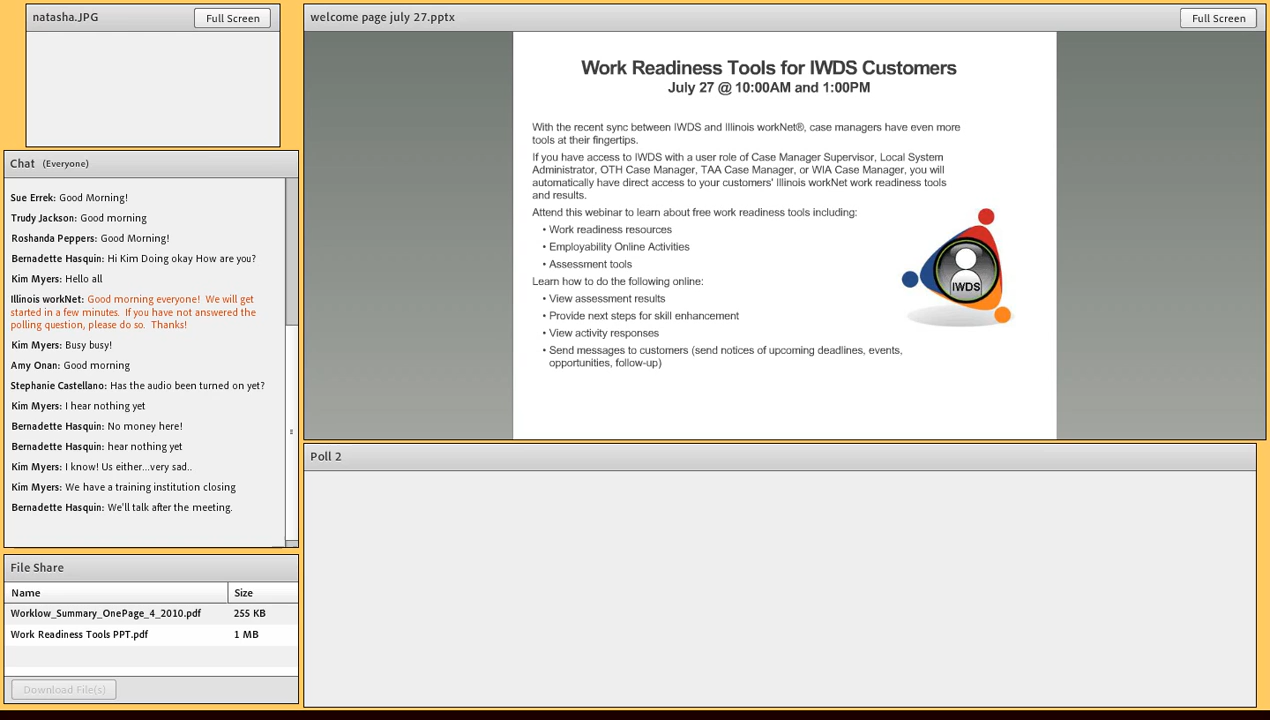 natasha.JPG
Full Screen
Chat (Everyone)
Sue Errek: Good Morning!
Trudy Jackson: Good morning
Roshanda Peppers: Good Morning!
Bernadette Hasquin: Hi Kim Doing okay How are you?
Kim Myers: Hello all
Illinois workNet: Good morning everyone! We will get
started in a few minutes. If you have not answered the
polling question, please do so. Thanks!
Kim Myers: Busy busy!
Amy Onan: Good morning
Stephanie Castellano: Has the audio been turned on yet?
Kim Myers: I hear nothing yet
Bernadette Hasquin: No money here!
Bernadette Hasquin: hear nothing yet
Kim Myers: I know! Us either...very sad..
Kim Myers: We have a training institution closing
Bernadette Hasquin: We'll talk after the meeting.
File Share
Name Size
Worklow_Summary_OnePage_4_2010.pdf 255 KB
Work Readiness Tools PPT.pdf 1 MB
Download File(s)
welcome page july 27.pptx
Full Screen
Work Readiness Tools for IWDS Customers
July 27 @ 10:00AM and 1:00PM
With the recent sync between IWDS and Illinois workNet®, case managers have even more
tools at their fingertips.
If you have access to IWDS with a user role of Case Manager Supervisor, Local System
Administrator, OTH Case Manager, TAA Case Manager, or WIA Case Manager, you will
automatically have direct access to your customers' Illinois workNet work readiness tools
and results.
Attend this webinar to learn about free work readiness tools including:
• Work readiness resources
• Employability Online Activities
• Assessment tools
Learn how to do the following online:
• View assessment results
• Provide next steps for skill enhancement
• View activity responses
• Send messages to customers (send notices of upcoming deadlines, events,
opportunities, follow-up)
IWDS
Poll 2